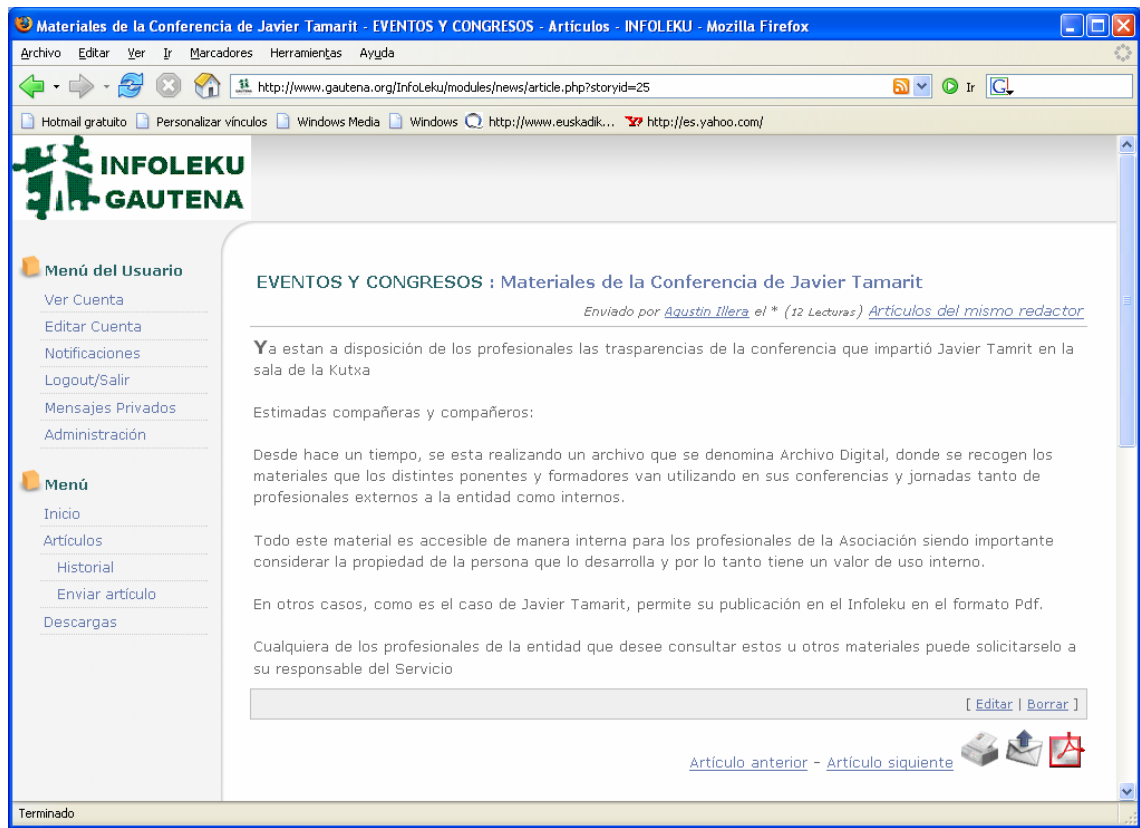 Materiales de la Conferencia de Javier Tamarit - EVENTOS Y CONGRESOS - Artículos - INFOLEKU - Mozilla Firefox
Archivo Editar Ver Ir Marcadores Herramientas Ayuda
http://www.gautena.org/InfoLeku/modules/news/article.php?storyid=25 Ir G
Hotmail gratuito Personalizar vínculos Windows Media Windows http://www.euskadik... http://es.yahoo.com/
INFOLEKU
GAUTENA
Menú del Usuario
Ver Cuenta
Editar Cuenta
Notificaciones
Logout/Salir
Mensajes Privados
Administración
Menú
Inicio
Artículos
Historial
Enviar artículo
Descargas
EVENTOS Y CONGRESOS : Materiales de la Conferencia de Javier Tamarit
Enviado por Agustin Illera el * (12 Lecturas) Artículos del mismo redactor
Ya estan a disposición de los profesionales las trasparencias de la conferencia que impartió Javier Tamrit en la
sala de la Kutxa
Estimadas compañeras y compañeros:
Desde hace un tiempo, se esta realizando un archivo que se denomina Archivo Digital, donde se recogen los
materiales que los distintes ponentes y formadores van utilizando en sus conferencias y jornadas tanto de
profesionales externos a la entidad como internos.
Todo este material es accesible de manera interna para los profesionales de la Asociación siendo importante
considerar la propiedad de la persona que lo desarrolla y por lo tanto tiene un valor de uso interno.
En otros casos, como es el caso de Javier Tamarit, permite su publicación en el Infoleku en el formato Pdf.
Cualquiera de los profesionales de la entidad que desee consultar estos u otros materiales puede solicitarselo a
su responsable del Servicio
[ Editar | Borrar ]
Artículo anterior - Artículo siguiente
Terminado